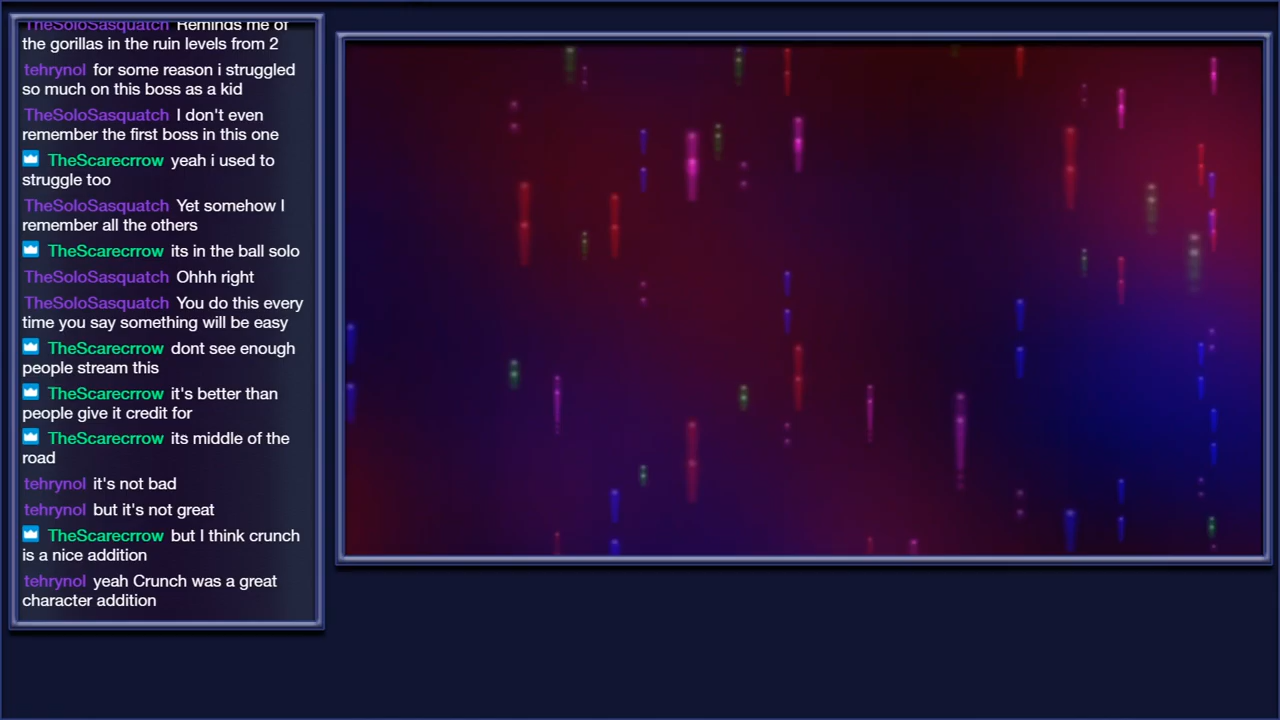 TheSoloSasquatch Reminds me of
the gorillas in the ruin levels from 2
tehrynol for some reason i struggled
so much on this boss as a kid
TheSoloSasquatch I don't even
remember the first boss in this one
TheScarecrrow yeah i used to
struggle too
TheSoloSasquatch Yet somehow I
remember all the others
TheScarecrrow its in the ball solo
TheSoloSasquatch Ohhh right
TheSoloSasquatch You do this every
time you say something will be easy
TheScarecrrow dont see enough
people stream this
TheScarecrrow it's better than
people give it credit for
TheScarecrrow its middle of the
road
tehrynol it's not bad
tehrynol but it's not great
TheScarecrrow but I think crunch
is a nice addition
tehrynol yeah Crunch was a great
character addition